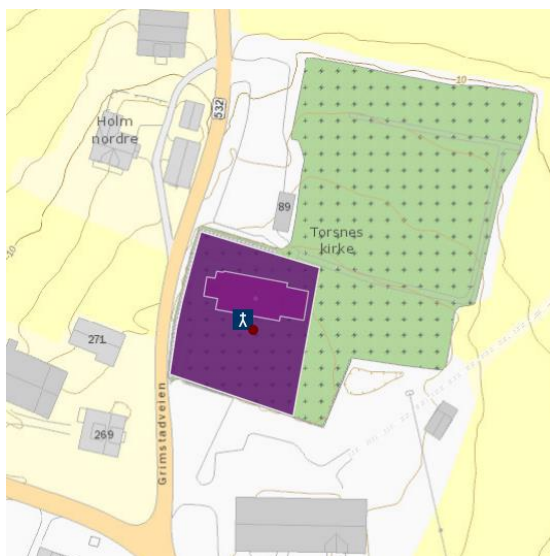 10
532
Holm
nordre
89
Torsnes
kirke
10
271
269
Grimstadveien